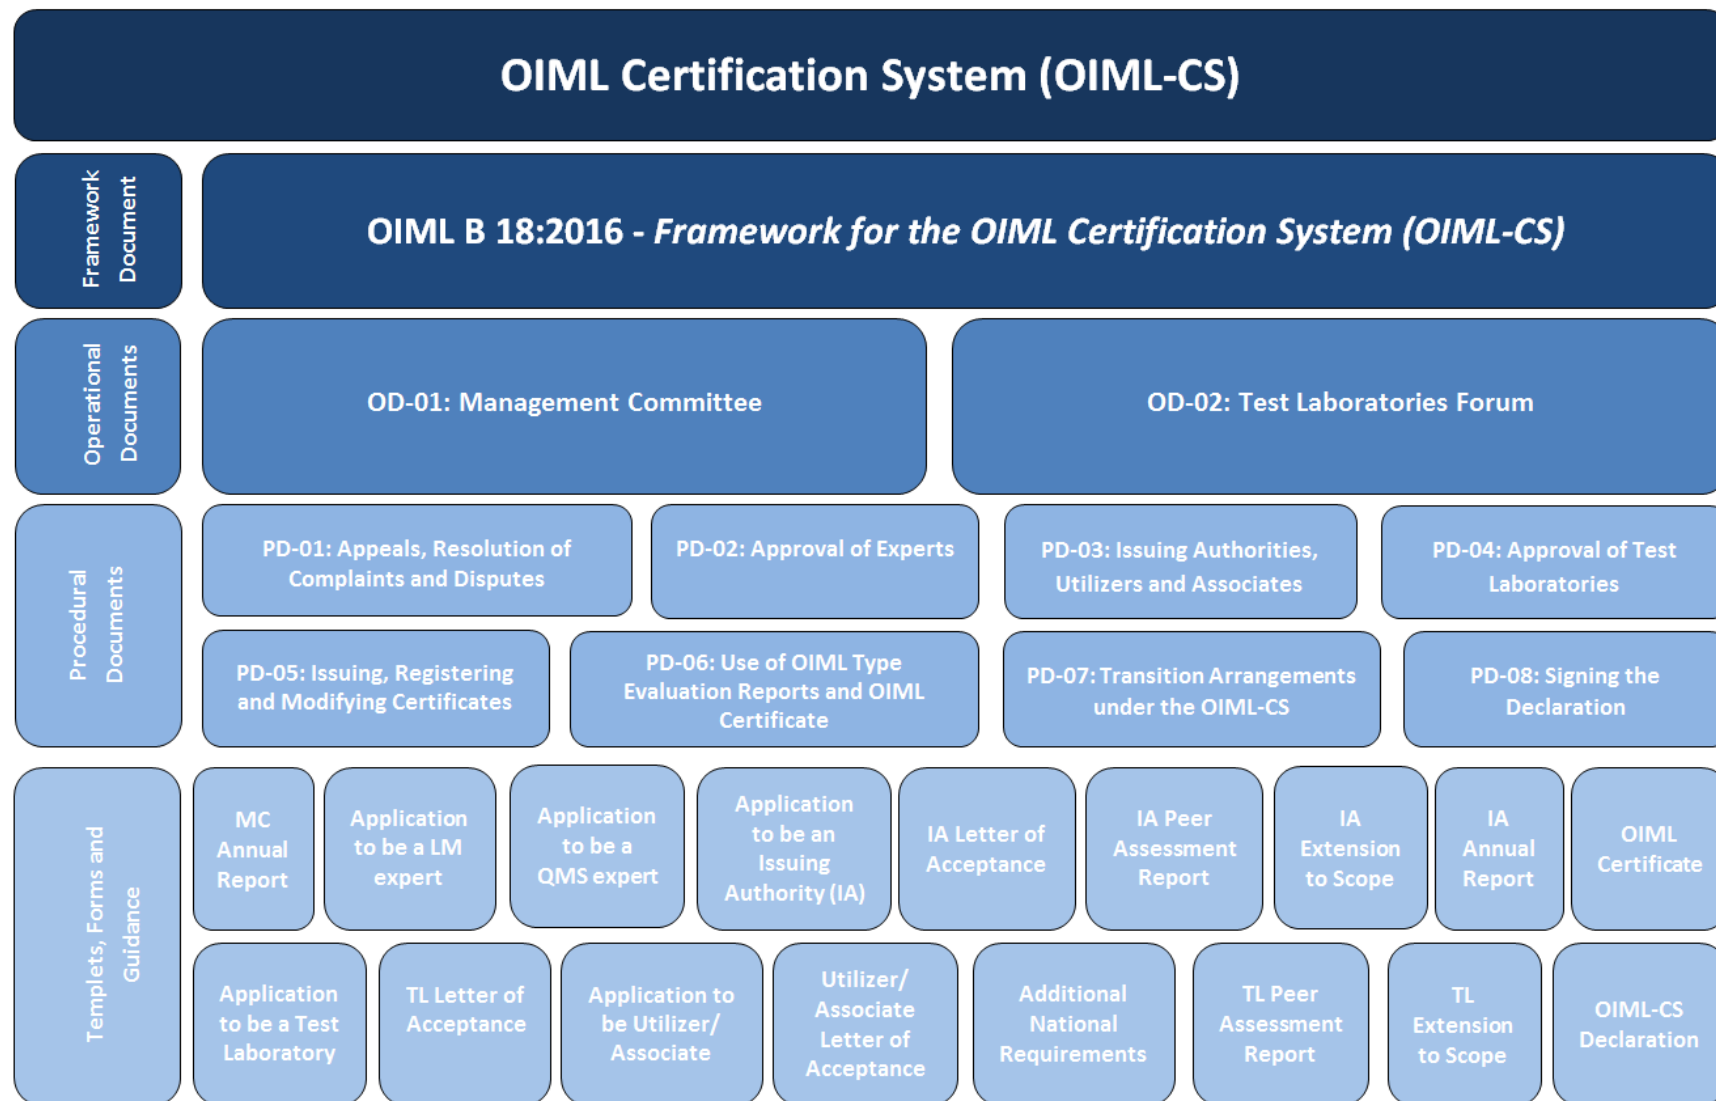 OIML Certification System (OIML-CS)
Framework
Document
OIML B 18:2016 - Framework for the OIML Certification System (OIML-CS)
Operational
Documents
OD-01: Management Committee
OD-02: Test Laboratories Forum
Procedural
Documents
PD-01: Appeals, Resolution of
Complaints and Disputes
PD-02: Approval of Experts
PD-03: Issuing Authorities,
Utilizers and Associates
PD-04: Approval of Test
Laboratories
PD-05: Issuing, Registering
and Modifying Certificates
PD-06: Use of OIML Type
Evaluation Reports and OIML
Certificate
PD-07: Transition Arrangements
under the OIML-CS
PD-08: Signing the
Declaration
Templets, Forms and
Guidance
MC
Annual
Report
Application
to be a LM
expert
Application
to be a
QMS expert
Application
to be an
Issuing
Authority (IA)
IA Letter of
Acceptance
IA Peer
Assessment
Report
IA
Extension
to Scope
IA
Annual
Report
OIML
Certificate
Application
to be a Test
Laboratory
TL Letter of
Acceptance
Application to
be Utilizer/
Associate
Utilizer/
Associate
Letter of
Acceptance
Additional
National
Requirements
TL Peer
Assessment
Report
TL
Extension
to Scope
OIML-CS
Declaration